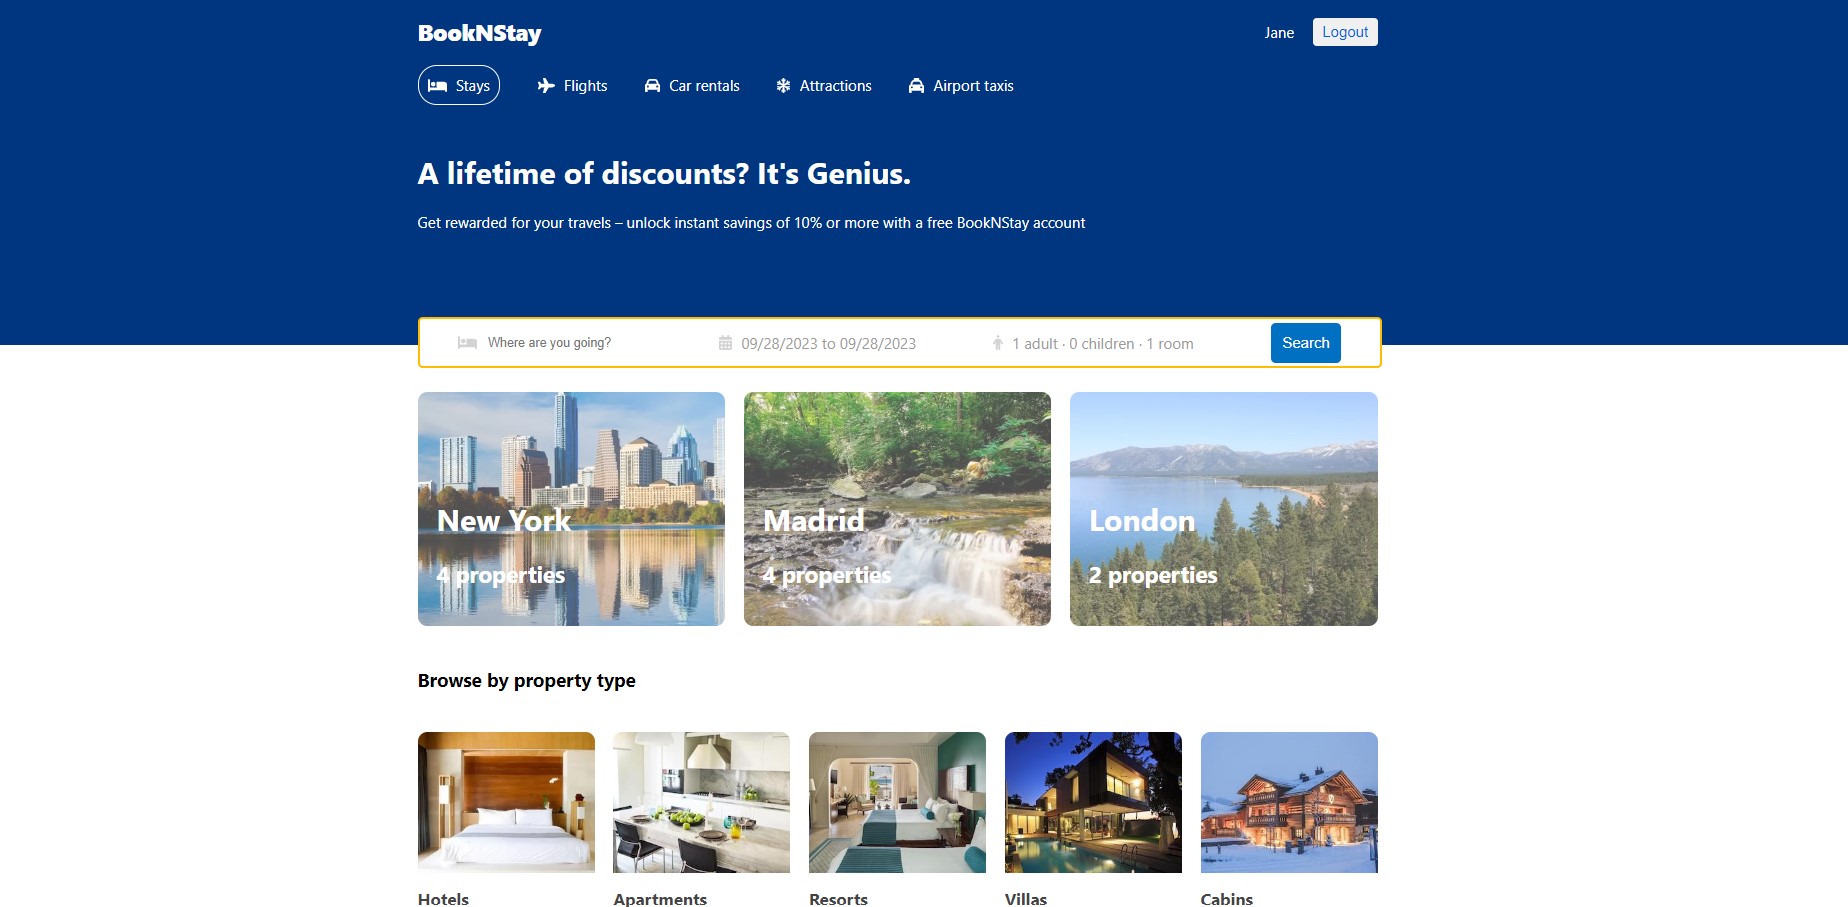 BookNStay
Jane
Logout
Stays
Flights
Car rentals
Attractions
Airport taxis
A lifetime of discounts? It's Genius.
Get rewarded for your travels – unlock instant savings of 10% or more with a free BookNStay account
Where are you going?
09/28/2023 to 09/28/2023
1 adult · 0 children · 1 room
Search
New York
4 properties
Madrid
4 properties
London
2 properties
Browse by property type
Hotels
Apartments
Resorts
Villas
Cabins